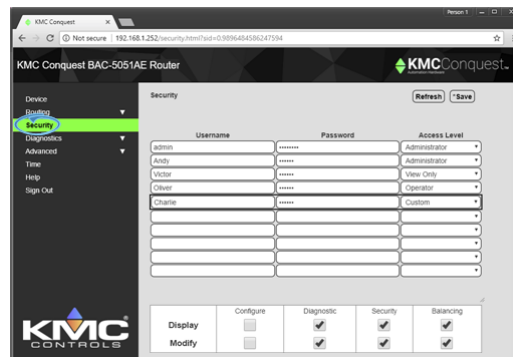 KMC Conquest
Person 1
Not secure 192.168.1.252/security.html?sid=0.9896484586247594
KMC Conquest BAC-5051AE Router
KMCConquest
Device
Security
Refresh *Save
Routing
Security
Diagnostics
Advanced
Time
Help
Sign Out
Username Password Access Level
admin •••••••• Administrator
Andy •••••• Administrator
Victor •••••• View Only
Oliver •••••• Operator
Charlie •••••• Custom
Configure Diagnostic Security Balancing
Display
Modify
KMC
CONTROLS